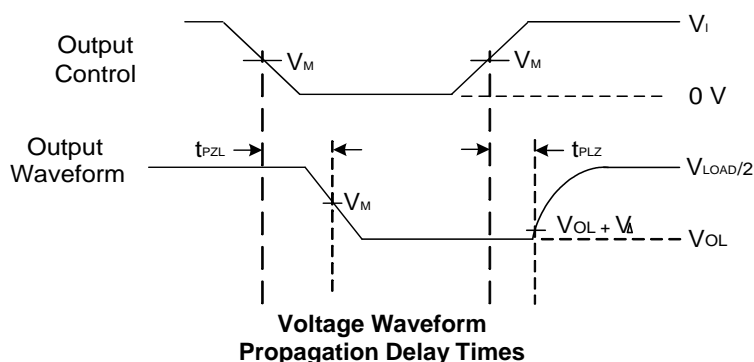 Output
Control
VM
VM
VI
0 V
Output
Waveform
tPZL
tPLZ
VM
VLOAD/2
VOL + VΔ
VOL
Voltage Waveform
Propagation Delay Times